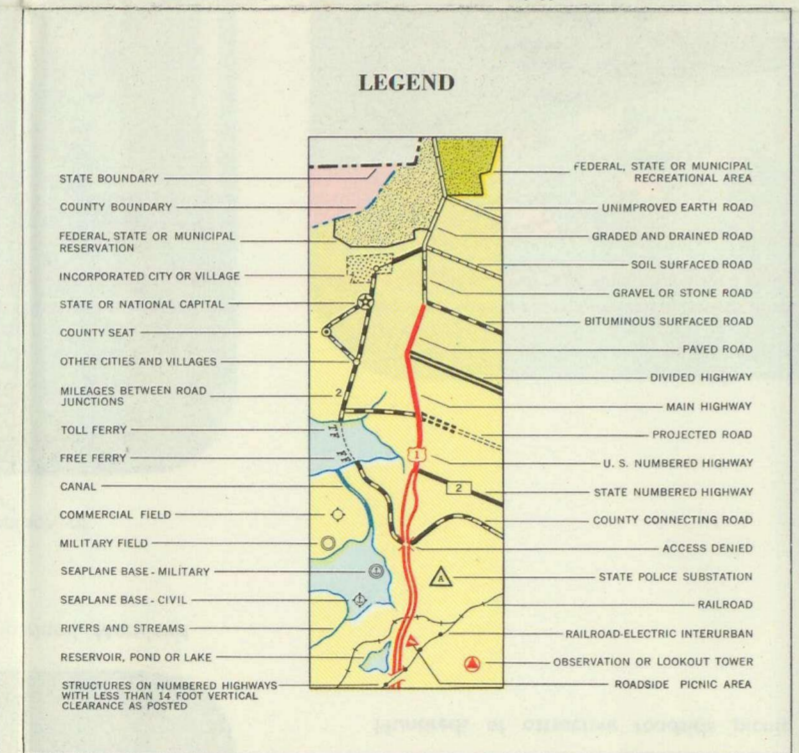 LEGEND
STATE BOUNDARY
COUNTY BOUNDARY
FEDERAL, STATE OR MUNICIPAL
RESERVATION
INCORPORATED CITY OR VILLAGE
STATE OR NATIONAL CAPITAL
COUNTY SEAT
OTHER CITIES AND VILLAGES
MILEAGES BETWEEN ROAD
JUNCTIONS
TOLL FERRY
FREE FERRY
CANAL
COMMERCIAL FIELD
MILITARY FIELD
SEAPLANE BASE - MILITARY
SEAPLANE BASE - CIVIL
RIVERS AND STREAMS
RESERVOIR, POND OR LAKE
STRUCTURES ON NUMBERED HIGHWAYS
WITH LESS THAN 14 FOOT VERTICAL
CLEARANCE AS POSTED
2
TF
FF
1
2
A
FEDERAL, STATE OR MUNICIPAL
RECREATIONAL AREA
UNIMPROVED EARTH ROAD
GRADED AND DRAINED ROAD
SOIL SURFACED ROAD
GRAVEL OR STONE ROAD
BITUMINOUS SURFACED ROAD
PAVED ROAD
DIVIDED HIGHWAY
MAIN HIGHWAY
PROJECTED ROAD
U. S. NUMBERED HIGHWAY
STATE NUMBERED HIGHWAY
COUNTY CONNECTING ROAD
ACCESS DENIED
STATE POLICE SUBSTATION
RAILROAD
RAILROAD-ELECTRIC INTERURBAN
OBSERVATION OR LOOKOUT TOWER
ROADSIDE PICNIC AREA